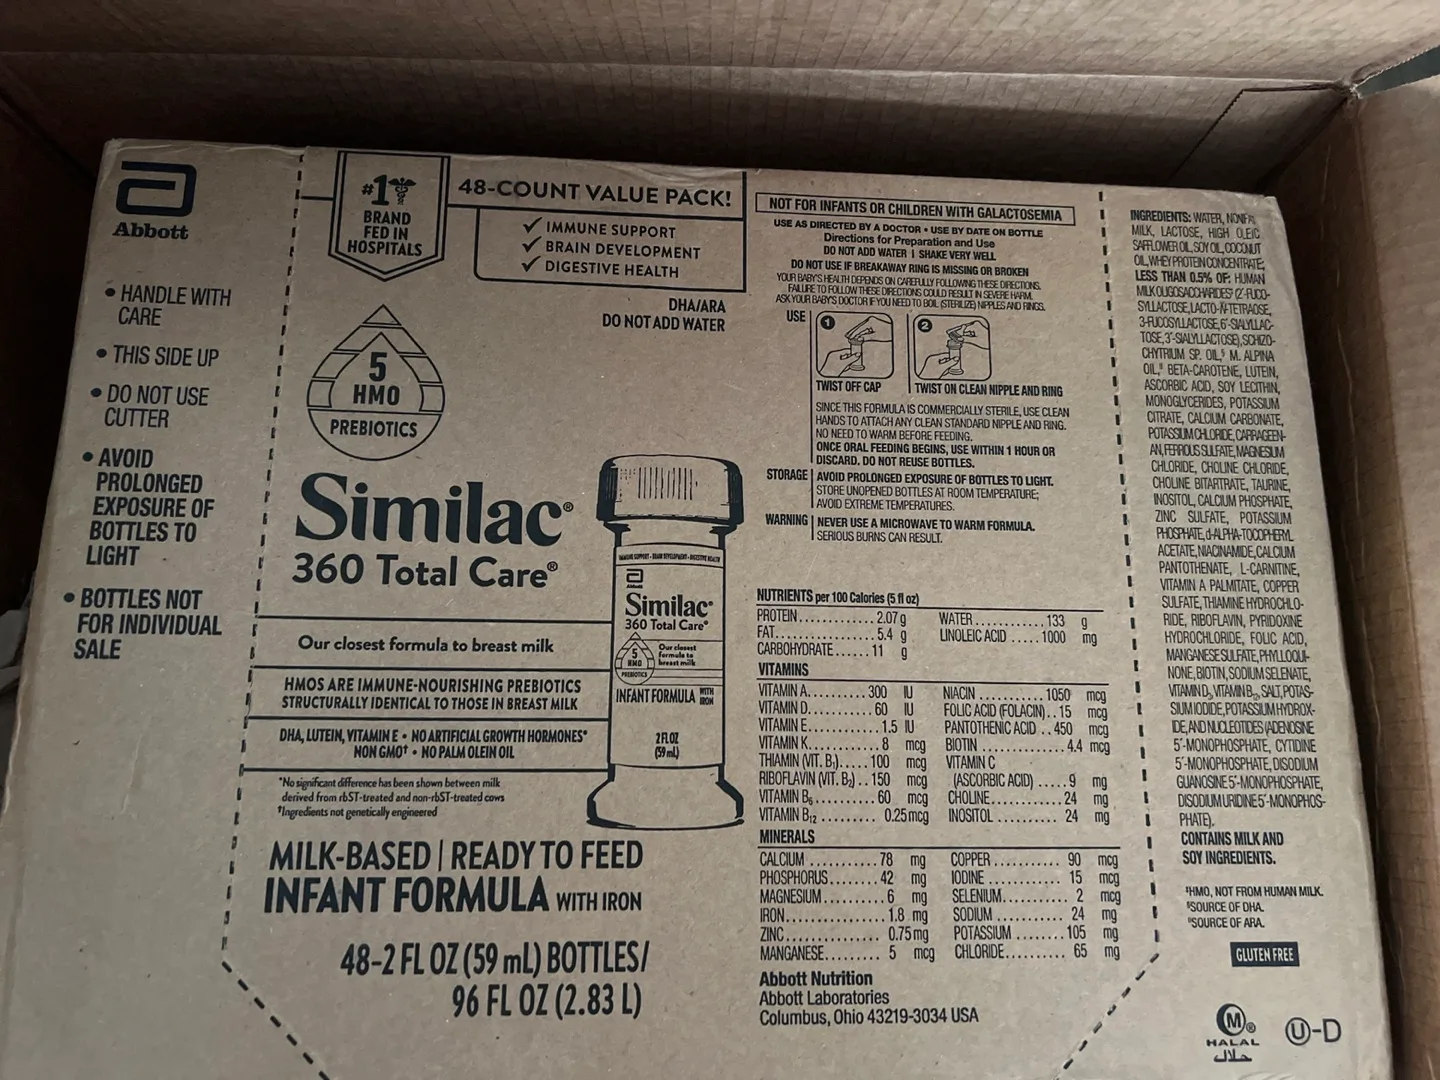 Abbott
• HANDLE WITH
CARE
• THIS SIDE UP
• DO NOT USE
CUTTER
• AVOID
PROLONGED
EXPOSURE OF
BOTTLES TO
LIGHT
• BOTTLES NOT
FOR INDIVIDUAL
SALE
#1
BRAND
FED IN
HOSPITALS
48-COUNT VALUE PACK!
✓ IMMUNE SUPPORT
✓ BRAIN DEVELOPMENT
✓ DIGESTIVE HEALTH
DHA/ARA
DO NOT ADD WATER
5
HMO
PREBIOTICS
Similac®
360 Total Care®
Our closest formula to breast milk
HMOS ARE IMMUNE-NOURISHING PREBIOTICS
STRUCTURALLY IDENTICAL TO THOSE IN BREAST MILK
DHA, LUTEIN, VITAMIN E • NO ARTIFICIAL GROWTH HORMONES*
NON GMO† • NO PALM OLEIN OIL
*No significant difference has been shown between milk
derived from rbST-treated and non-rbST-treated cows
†Ingredients not genetically engineered
MILK-BASED | READY TO FEED
INFANT FORMULA WITH IRON
48-2 FL OZ (59 mL) BOTTLES/
96 FL OZ (2.83 L)
IMMUNE SUPPORT • BRAIN DEVELOPMENT • DIGESTIVE HEALTH
Abbott
Similac®
360 Total Care®
5
HMO
PREBIOTICS
Our closest
formula to
breast milk
INFANT FORMULA WITH IRON
2 FL OZ
(59 mL)
NOT FOR INFANTS OR CHILDREN WITH GALACTOSEMIA
USE AS DIRECTED BY A DOCTOR • USE BY DATE ON BOTTLE
Directions for Preparation and Use
DO NOT ADD WATER | SHAKE VERY WELL
DO NOT USE IF BREAKAWAY RING IS MISSING OR BROKEN
YOUR BABY'S HEALTH DEPENDS ON CAREFULLY FOLLOWING THESE DIRECTIONS.
FAILURE TO FOLLOW THESE DIRECTIONS COULD RESULT IN SEVERE HARM.
ASK YOUR BABY'S DOCTOR IF YOU NEED TO BOIL (STERILIZE) NIPPLES AND RINGS.
USE
1
2
TWIST OFF CAP
TWIST ON CLEAN NIPPLE AND RING
SINCE THIS FORMULA IS COMMERCIALLY STERILE, USE CLEAN
HANDS TO ATTACH ANY CLEAN STANDARD NIPPLE AND RING.
NO NEED TO WARM BEFORE FEEDING.
ONCE ORAL FEEDING BEGINS, USE WITHIN 1 HOUR OR
DISCARD. DO NOT REUSE BOTTLES.
STORAGE AVOID PROLONGED EXPOSURE OF BOTTLES TO LIGHT.
STORE UNOPENED BOTTLES AT ROOM TEMPERATURE;
AVOID EXTREME TEMPERATURES.
WARNING NEVER USE A MICROWAVE TO WARM FORMULA.
SERIOUS BURNS CAN RESULT.
NUTRIENTS per 100 Calories (5 fl oz)
PROTEIN............. 2.07 g WATER............. 133 g
FAT..................... 5.4 g LINOLEIC ACID ..... 1000 mg
CARBOHYDRATE...... 11 g
VITAMINS
VITAMIN A.......... 300 IU NIACIN ........... 1050 mcg
VITAMIN D........... 60 IU FOLIC ACID (FOLACIN).. 15 mcg
VITAMIN E........... 1.5 IU PANTOTHENIC ACID .. 450 mcg
VITAMIN K............ 8 mcg BIOTIN ............. 4.4 mcg
THIAMIN (VIT. B₁)..... 100 mcg VITAMIN C
RIBOFLAVIN (VIT. B₂) .. 150 mcg (ASCORBIC ACID) ..... 9 mg
VITAMIN B₆........... 60 mcg CHOLINE............. 24 mg
VITAMIN B₁₂ ......... 0.25 mcg INOSITOL .......... 24 mg
MINERALS
CALCIUM ........... 78 mg COPPER........... 90 mcg
PHOSPHORUS........ 42 mg IODINE ............ 15 mcg
MAGNESIUM .......... 6 mg SELENIUM........... 2 mcg
IRON................ 1.8 mg SODIUM ........... 24 mg
ZINC................ 0.75 mg POTASSIUM ........ 105 mg
MANGANESE......... 5 mcg CHLORIDE.......... 65 mg
Abbott Nutrition
Abbott Laboratories
Columbus, Ohio 43219-3034 USA
INGREDIENTS: WATER, NONFAT
MILK, LACTOSE, HIGH OLEIC
SAFFLOWER OIL, SOY OIL, COCONUT
OIL, WHEY PROTEIN CONCENTRATE;
LESS THAN 0.5% OF: HUMAN
MILK OLIGOSACCHARIDES‡ (2'-FUCO-
SYLLACTOSE, LACTO-N-TETRAOSE,
3-FUCOSYLLACTOSE, 6'-SIALYLLAC-
TOSE, 3'-SIALYLLACTOSE), SCHIZO-
CHYTRIUM SP. OIL,§ M. ALPINA
OIL,‖ BETA-CAROTENE, LUTEIN,
ASCORBIC ACID, SOY LECITHIN,
MONOGLYCERIDES, POTASSIUM
CITRATE, CALCIUM CARBONATE,
POTASSIUM CHLORIDE, CARRAGEEN-
AN, FERROUS SULFATE, MAGNESIUM
CHLORIDE, CHOLINE CHLORIDE,
CHOLINE BITARTRATE, TAURINE,
INOSITOL, CALCIUM PHOSPHATE,
ZINC SULFATE, POTASSIUM
PHOSPHATE, d-ALPHA-TOCOPHERYL
ACETATE, NIACINAMIDE, CALCIUM
PANTOTHENATE, L-CARNITINE,
VITAMIN A PALMITATE, COPPER
SULFATE, THIAMINE HYDROCHLO-
RIDE, RIBOFLAVIN, PYRIDOXINE
HYDROCHLORIDE, FOLIC ACID,
MANGANESE SULFATE, PHYLLOQUI-
NONE, BIOTIN, SODIUM SELENATE,
VITAMIN D₃, VITAMIN B₁₂, SALT, POTAS-
SIUM IODIDE, POTASSIUM HYDROX-
IDE, AND NUCLEOTIDES (ADENOSINE
5'-MONOPHOSPHATE, CYTIDINE
5'-MONOPHOSPHATE, DISODIUM
GUANOSINE 5'-MONOPHOSPHATE,
DISODIUM URIDINE 5'-MONOPHOS-
PHATE).
CONTAINS MILK AND
SOY INGREDIENTS.
‡HMO, NOT FROM HUMAN MILK.
§SOURCE OF DHA.
‖SOURCE OF ARA.
GLUTEN FREE
M®
HALAL
حلال
U-D